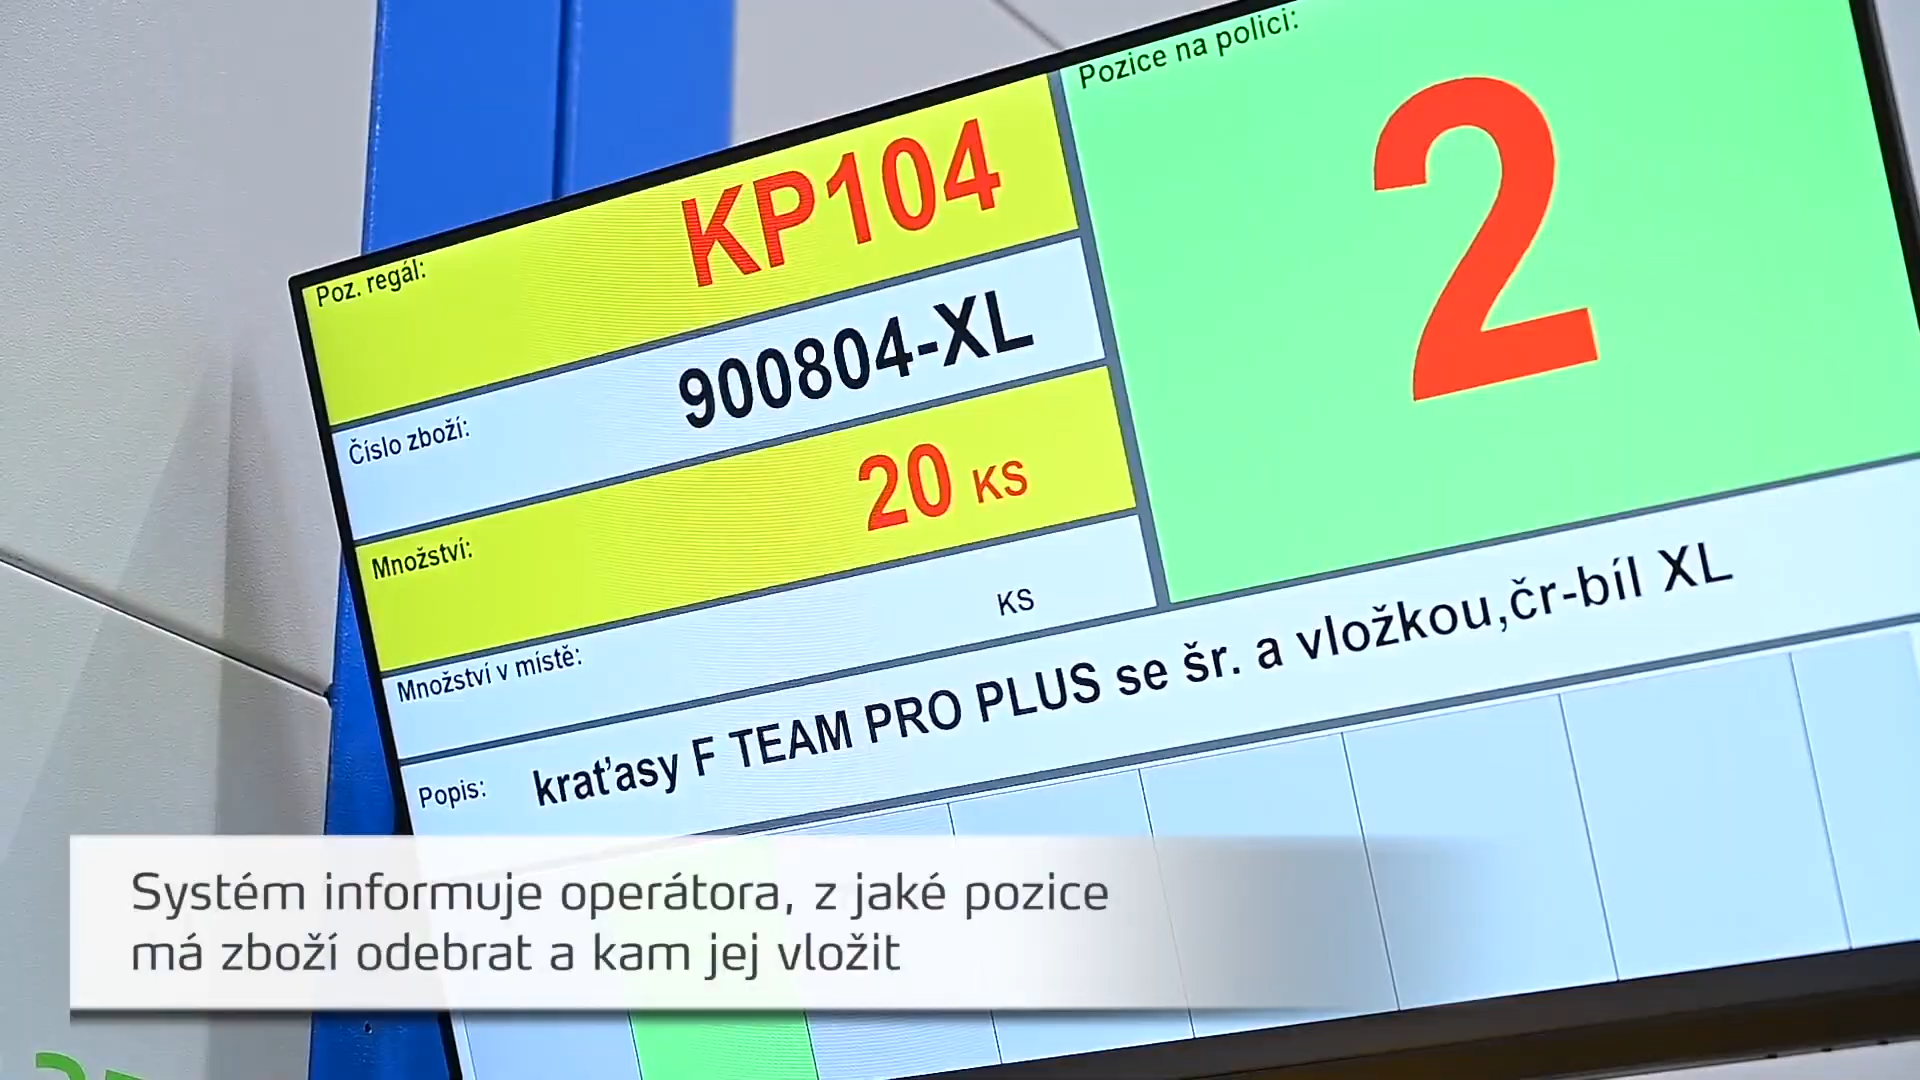 Poz. regál: KP104
Pozice na polici:
2
Číslo zboží: 900804-XL
Množství: 20 KS
Množství v místě: KS
Popis: kraťasy F TEAM PRO PLUS se šr. a vložkou,čr-bíl XL
Systém informuje operátora, z jaké pozice
má zboží odebrat a kam jej vložit